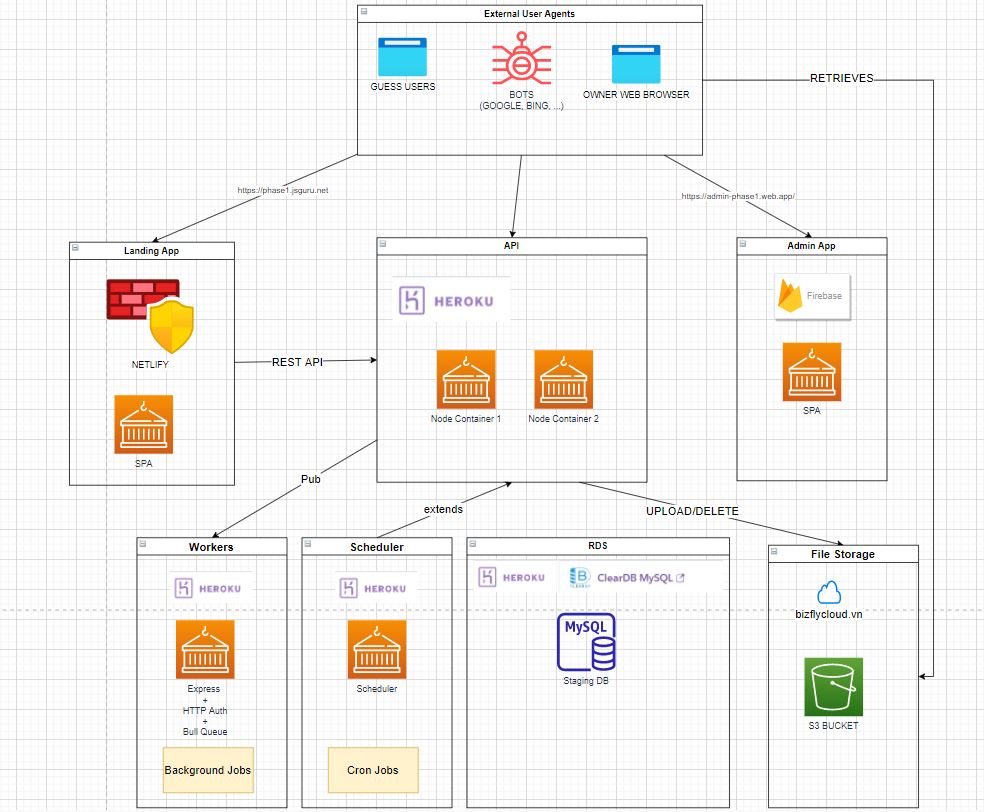 External User Agents
GUESS USERS
BOTS
(GOOGLE, BING, ...)
OWNER WEB BROWSER
RETRIEVES
https://phase1.jsguru.net
https://admin-phase1.web.app/
Landing App
NETLIFY
SPA
REST API
API
HEROKU
Node Container 1
Node Container 2
Admin App
Firebase
SPA
Pub
extends
UPLOAD/DELETE
Workers
HEROKU
Express
+
HTTP Auth
+
Bull Queue
Background Jobs
Scheduler
HEROKU
Scheduler
Cron Jobs
RDS
HEROKU
ClearDB MySQL
MySQL
Staging DB
File Storage
bizflycloud.vn
S3 BUCKET